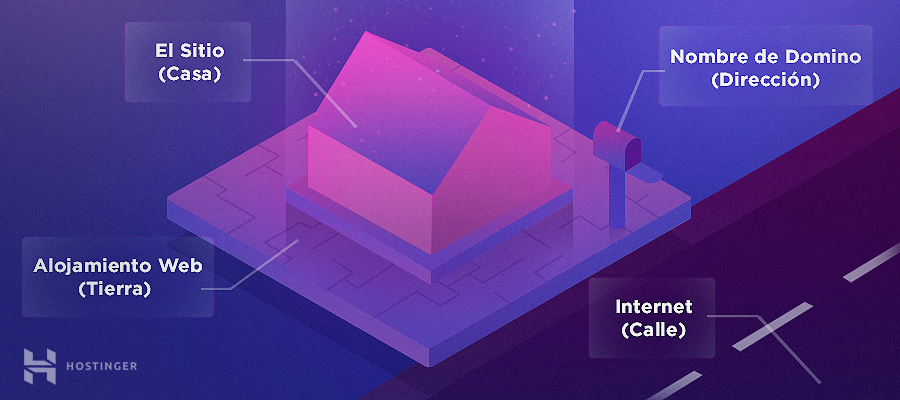 El Sitio
(Casa)
Nombre de Domino
(Dirección)
Alojamiento Web
(Tierra)
Internet
(Calle)
HOSTINGER